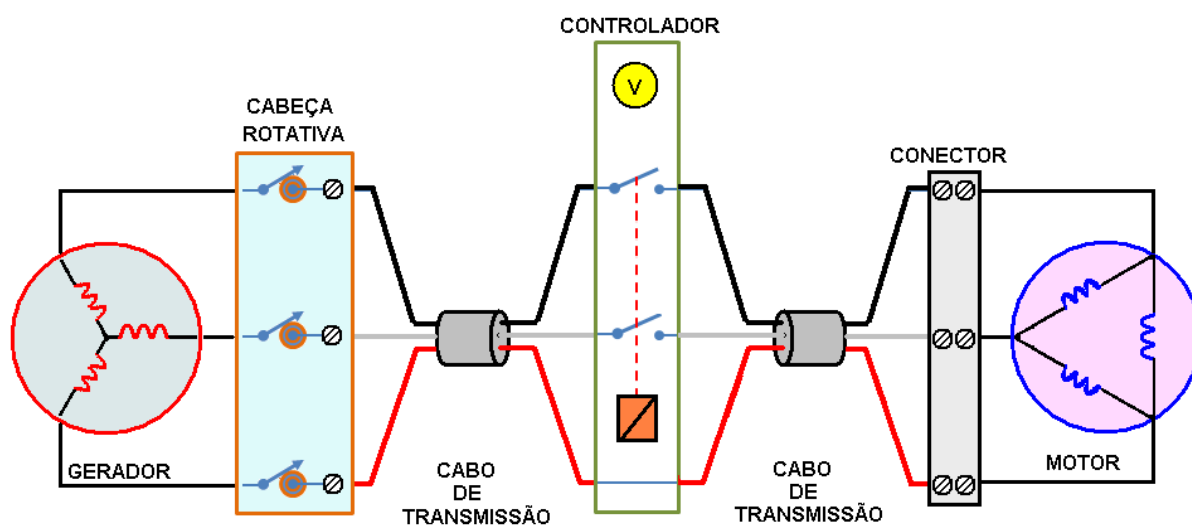 CONTROLADOR
V
CABEÇA
ROTATIVA
CONECTOR
GERADOR
CABO
DE
TRANSMISSÃO
CABO
DE
TRANSMISSÃO
MOTOR